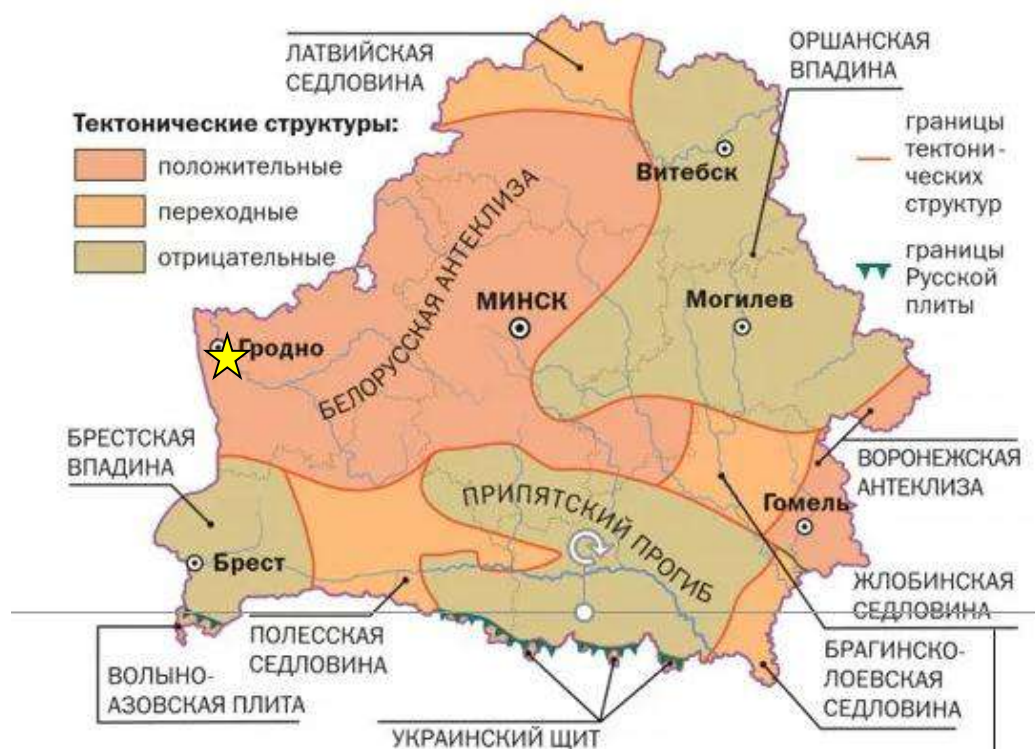 ЛАТВИЙСКАЯ
СЕДЛОВИНА
ОРШАНСКАЯ
ВПАДИНА
Тектонические структуры:
положительные
переходные
отрицательные
границы
тектони-
ческих
структур
границы
Русской
плиты
Витебск
БЕЛОРУССКАЯ АНТЕКЛИЗА
МИНСК
Могилев
Гродно
БРЕСТСКАЯ
ВПАДИНА
ВОРОНЕЖСКАЯ
АНТЕКЛИЗА
ПРИПЯТСКИЙ ПРОГИБ
Гомель
Брест
ЖЛОБИНСКАЯ
СЕДЛОВИНА
ПОЛЕССКАЯ
СЕДЛОВИНА
БРАГИНСКО-
ЛОЕВСКАЯ
СЕДЛОВИНА
ВОЛЫНО-
АЗОВСКАЯ ПЛИТА
УКРАИНСКИЙ ЩИТ